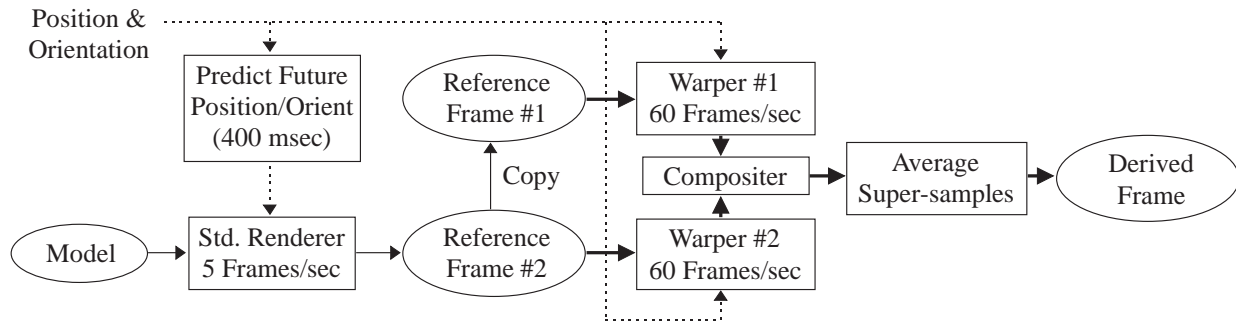 Position &
Orientation
Predict Future
Position/Orient
(400 msec)
Reference
Frame #1
Warper #1
60 Frames/sec
Copy
Compositer
Average
Super-samples
Derived
Frame
Model
Std. Renderer
5 Frames/sec
Reference
Frame #2
Warper #2
60 Frames/sec